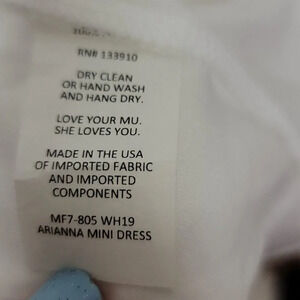 RN# 133910
DRY CLEAN
OR HAND WASH
AND HANG DRY.
LOVE YOUR MU.
SHE LOVES YOU.
MADE IN THE USA
OF IMPORTED FABRIC
AND IMPORTED
COMPONENTS
MF7-805 WH19
ARIANNA MINI DRESS